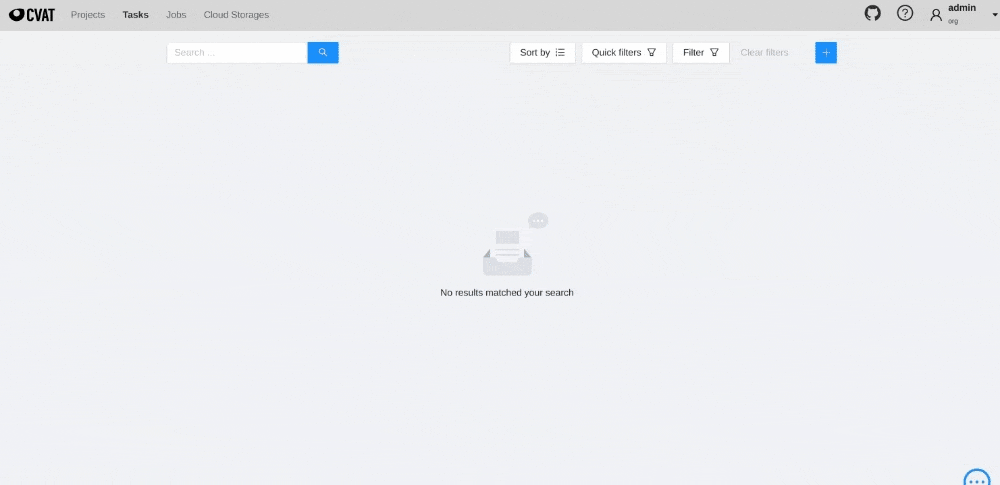 CVAT Projects Tasks Jobs Cloud Storages admin
org
Search ... Sort by Quick filters Filter Clear filters
No results matched your search